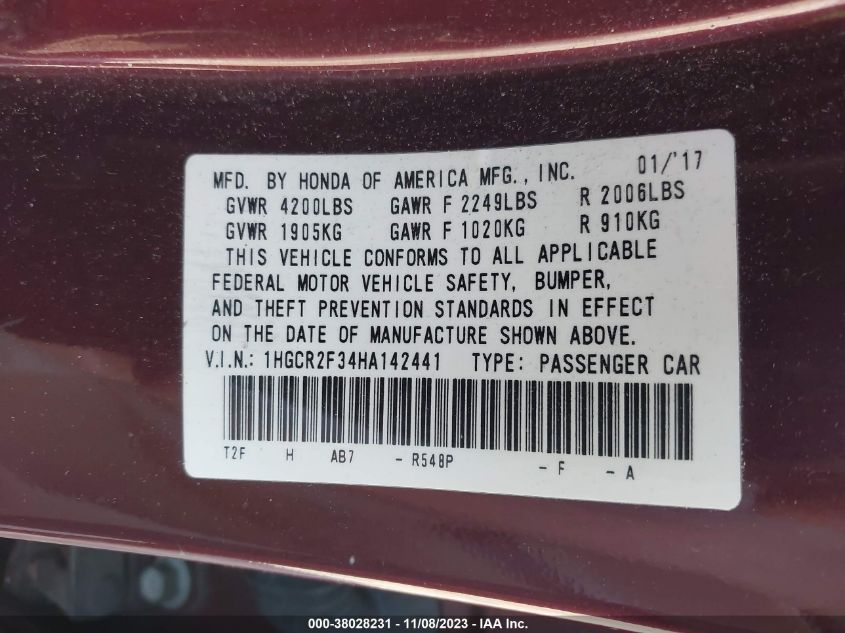 MFD. BY HONDA OF AMERICA MFG., INC. 01/'17
GVWR 4200LBS GAWR F 2249LBS R 2006LBS
GVWR 1905KG GAWR F 1020KG R 910KG
THIS VEHICLE CONFORMS TO ALL APPLICABLE
FEDERAL MOTOR VEHICLE SAFETY, BUMPER,
AND THEFT PREVENTION STANDARDS IN EFFECT
ON THE DATE OF MANUFACTURE SHOWN ABOVE.
V.I.N.: 1HGCR2F34HA142441 TYPE: PASSENGER CAR
T2F H AB7 - R548P - F - A
000-38028231 - 11/08/2023 - IAA Inc.